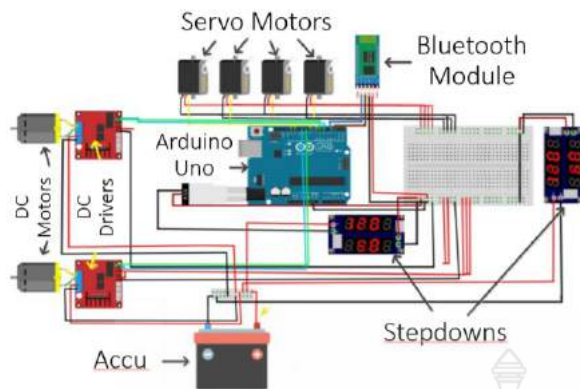 Servo Motors
Bluetooth
Module
Arduino
Uno
DC
Motors
DC
Drivers
Stepdowns
Accu